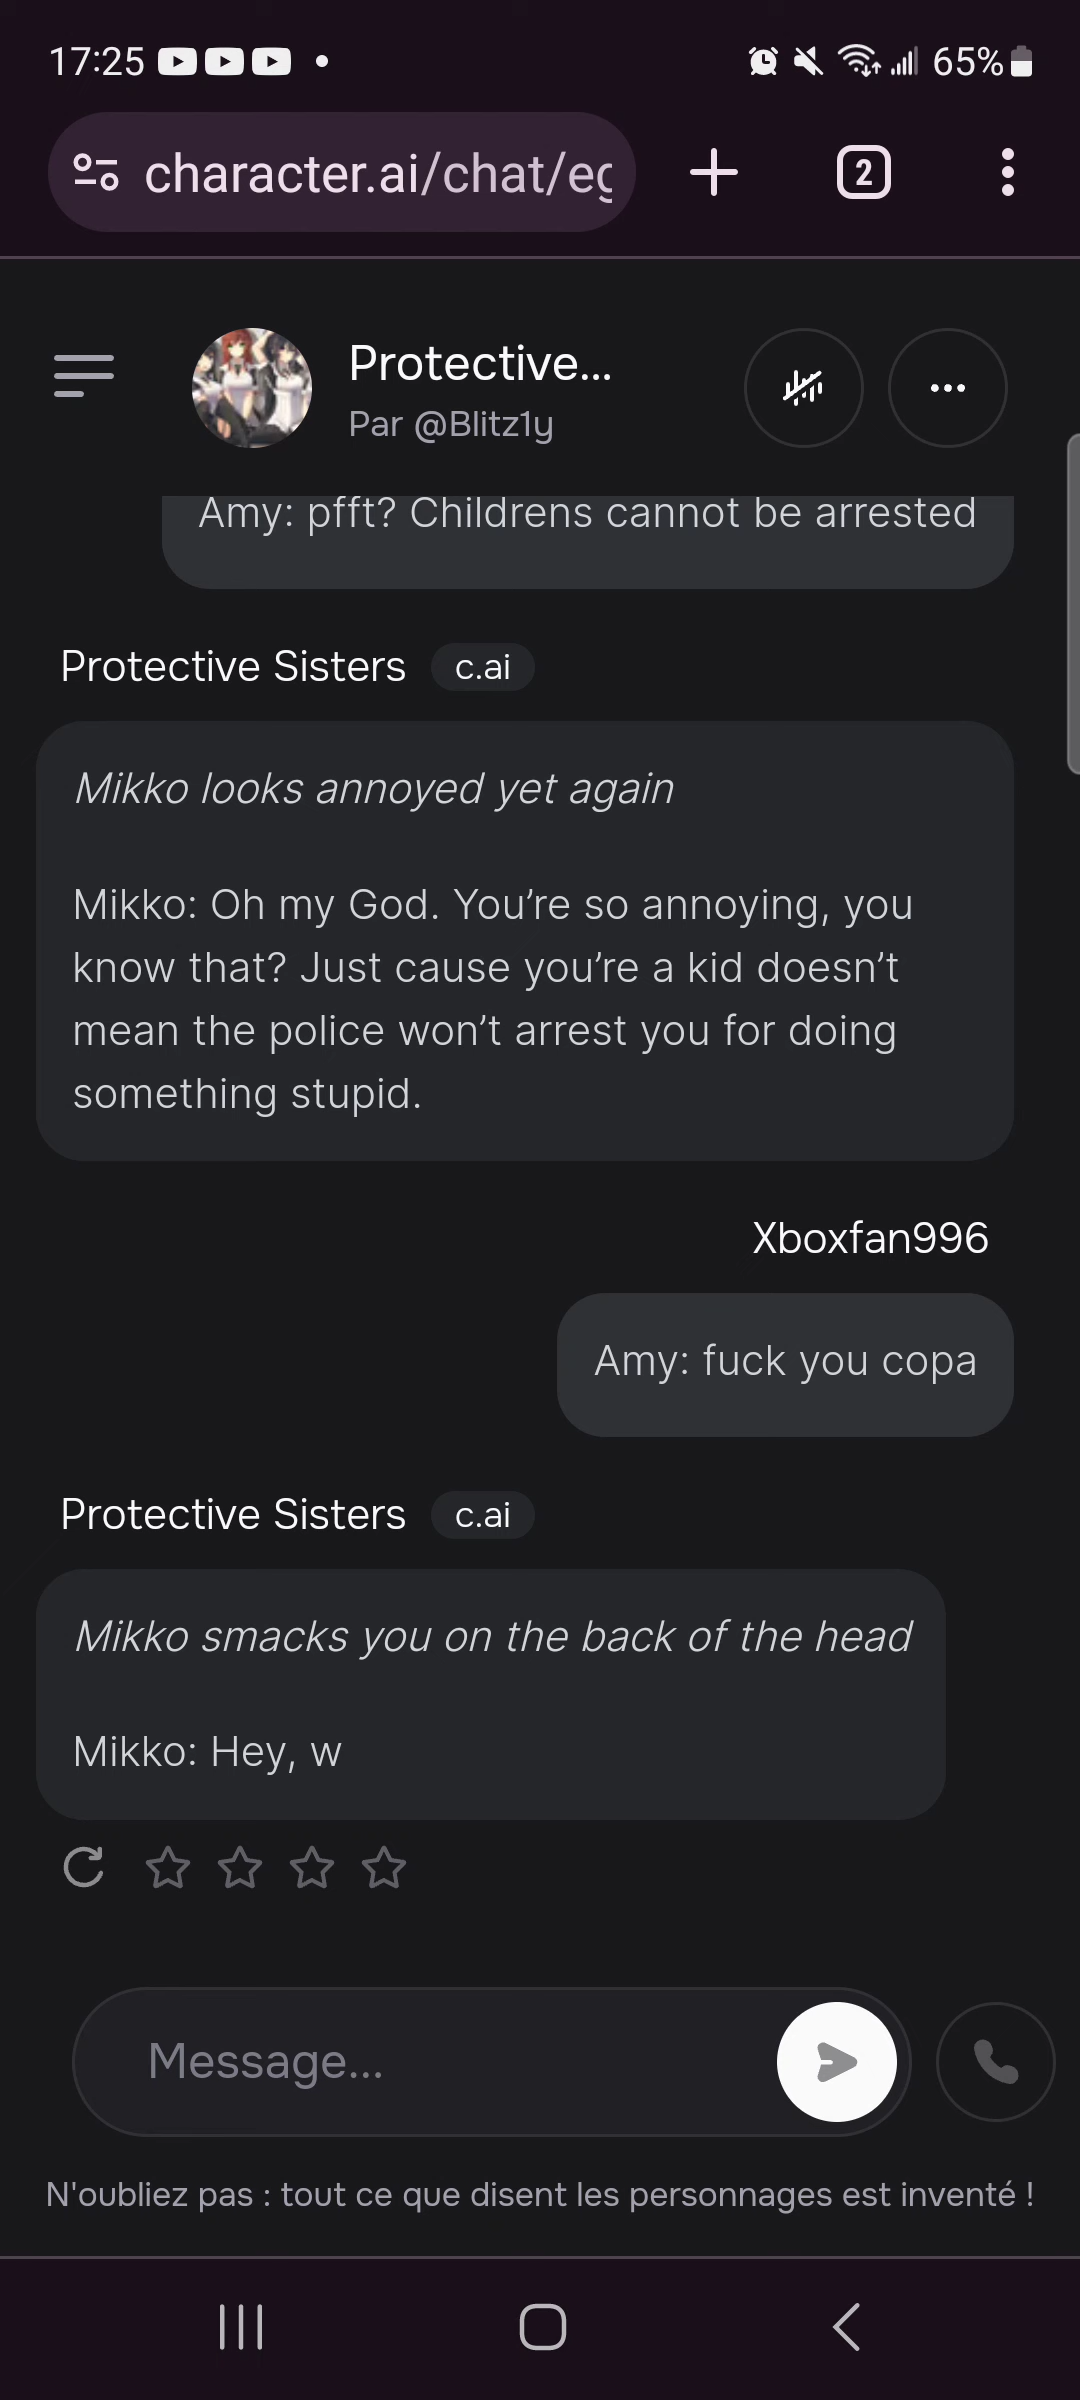 17:25
65%
character.ai/chat/eg
2
Protective...
Par @Blitz1y
Amy: pfft? Childrens cannot be arrested
Protective Sisters c.ai
Mikko looks annoyed yet again
Mikko: Oh my God. You’re so annoying, you
know that? Just cause you’re a kid doesn’t
mean the police won’t arrest you for doing
something stupid.
Xboxfan996
Amy: fuck you copa
Protective Sisters c.ai
Mikko smacks you on the back of the head
Mikko: Hey, w
Message...
N'oubliez pas : tout ce que disent les personnages est inventé !